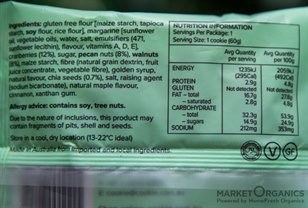 Ingredients: gluten free flour [maize starch, tapioca
starch, soy flour, rice flour], margarine [sunflower
oil, vegetable oils, water, salt, emulsifiers (471,
sunflower lecithin), flavour, vitamins A, D, E],
cranberries (12%), sugar, pecan nuts (8%), walnuts
(8%), maize starch, fibre (natural grain dextrin, fruit
juice concentrate, vegetable fibre), golden syrup,
natural flavour, chia seeds (0.7%), salt, raising agent
(sodium bicarbonate), natural maple flavour,
cinnamon, xanthan gum.
Allergy advice: contains soy, tree nuts.
Due to the nature of inclusions, this product may
contain fragments of pits, shell and seeds.
Store in a cool, dry location (13-22°C ideal)
Made in Australia from imported and local ingredients.
NUTRITION INFORMATION
Servings Per Package: 1
Serving Size: 1 cookie (60g)
Avg Quantity per serving
Avg Quantity per 100g
ENERGY 1235kJ 2059kJ
(295Cal) (492Cal)
PROTEIN 2.9g 4.8g
GLUTEN Not detected Not detected
FAT – total 16.7g 27.8g
– saturated 2.8g 4.6g
CARBOHYDRATE
– total 32.3g 53.9g
– sugars 14.9g 24.9g
SODIUM 212mg 353mg
V
GF
MARKET ORGANICS
Powered by HomeFresh Organics